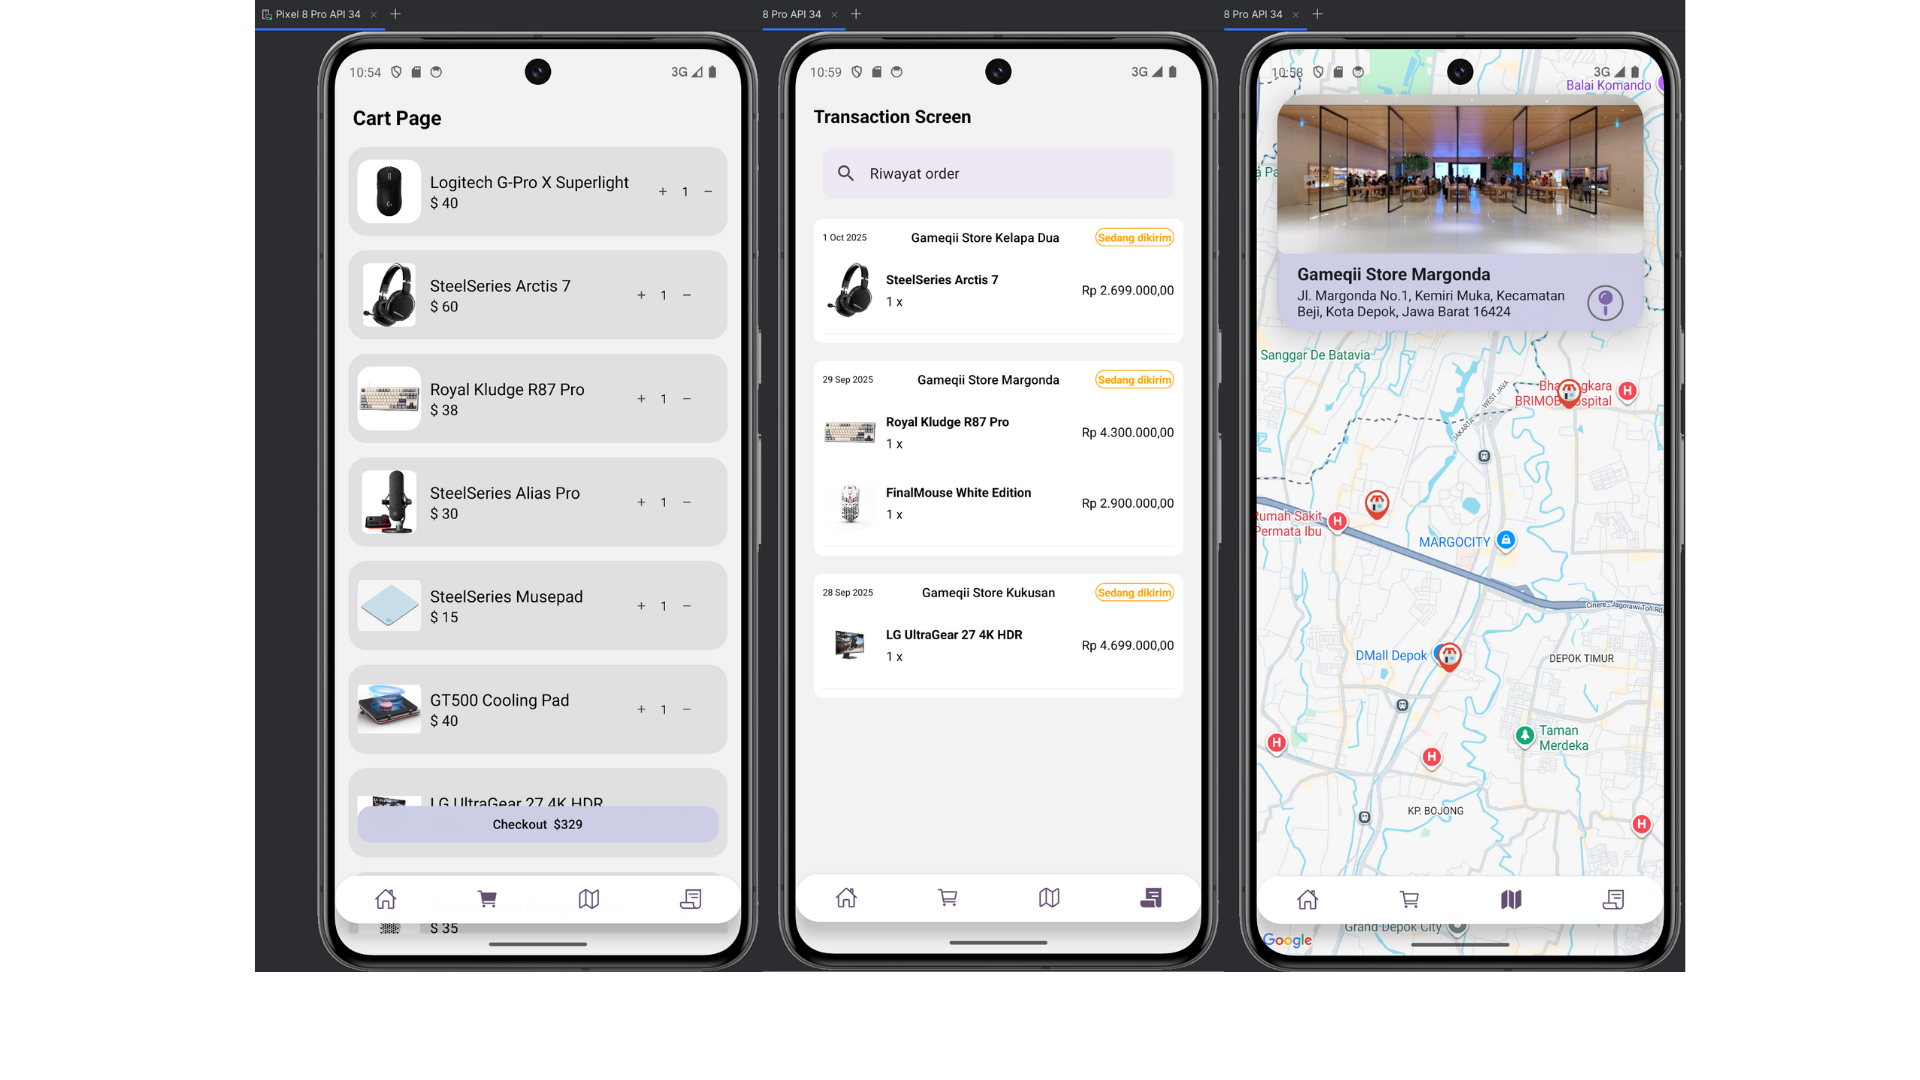 Pixel 8 Pro API 34
10:54
3G
Cart Page
Logitech G-Pro X Superlight
$ 40
+ 1 −
SteelSeries Arctis 7
$ 60
+ 1 −
Royal Kludge R87 Pro
$ 38
+ 1 −
SteelSeries Alias Pro
$ 30
+ 1 −
SteelSeries Musepad
$ 15
+ 1 −
GT500 Cooling Pad
$ 40
+ 1 −
LG UltraGear 27 4K HDR
Checkout $329
$ 35
8 Pro API 34
10:59
3G
Transaction Screen
Riwayat order
1 Oct 2025
Gameqii Store Kelapa Dua
Sedang dikirim
SteelSeries Arctis 7
1 x
Rp 2.699.000,00
29 Sep 2025
Gameqii Store Margonda
Sedang dikirim
Royal Kludge R87 Pro
1 x
Rp 4.300.000,00
FinalMouse White Edition
1 x
Rp 2.900.000,00
28 Sep 2025
Gameqii Store Kukusan
Sedang dikirim
LG UltraGear 27 4K HDR
1 x
Rp 4.699.000,00
8 Pro API 34
10:58
3G
Balai Komando
Gameqii Store Margonda
Jl. Margonda No.1, Kemiri Muka, Kecamatan
Beji, Kota Depok, Jawa Barat 16424
Sanggar De Batavia
WEST JAVA
JAKARTA
Rumah Sakit
Permata Ibu
MARGOCITY
Cinere - Jagorawi Toll Rd
DMall Depok
DEPOK TIMUR
Taman
Merdeka
KP. BOJONG
Grand Depok City
Google